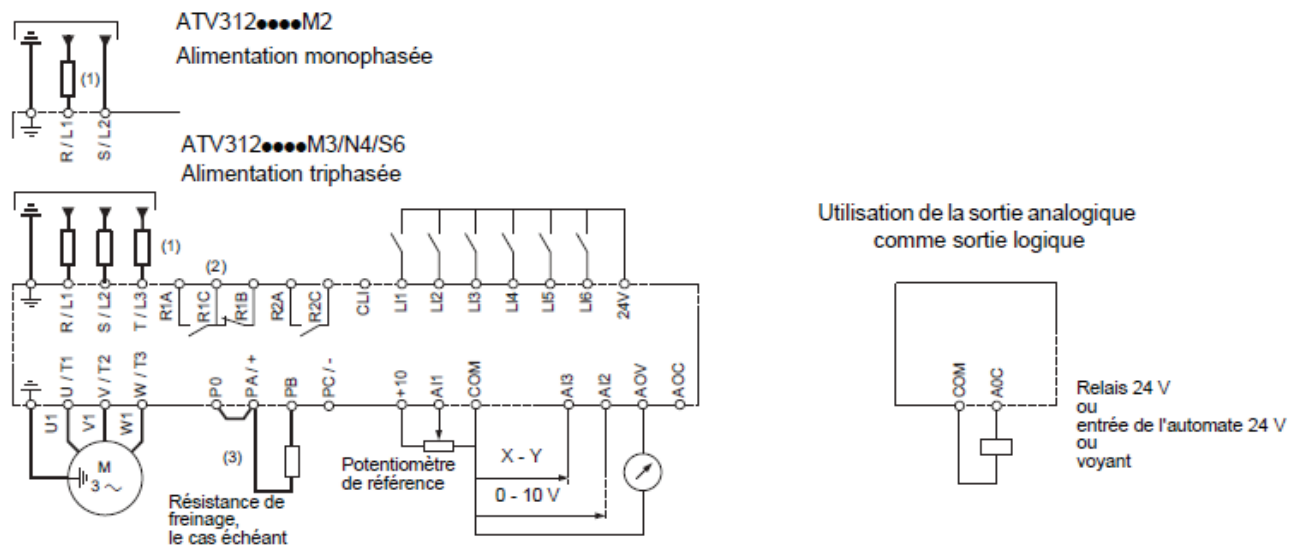 ATV312●●●●M2
Alimentation monophasée
(1)
R / L1
S / L2
ATV312●●●●M3/N4/S6
Alimentation triphasée
(1)
(2)
R / L1
S / L2
T / L3
R1A
R1C
R1B
R2A
R2C
CLI
LI1
LI2
LI3
LI4
LI5
LI6
24V
U / T1
V / T2
W / T3
P0
PA / +
PB
PC / -
+10
AI1
COM
AI3
AI2
AOV
AOC
U1
V1
W1
M
3 ~
(3)
Résistance de
freinage,
le cas échéant
Potentiomètre
de référence
X - Y
0 - 10 V
Utilisation de la sortie analogique
comme sortie logique
COM
A0C
Relais 24 V
ou
entrée de l'automate 24 V
ou
voyant